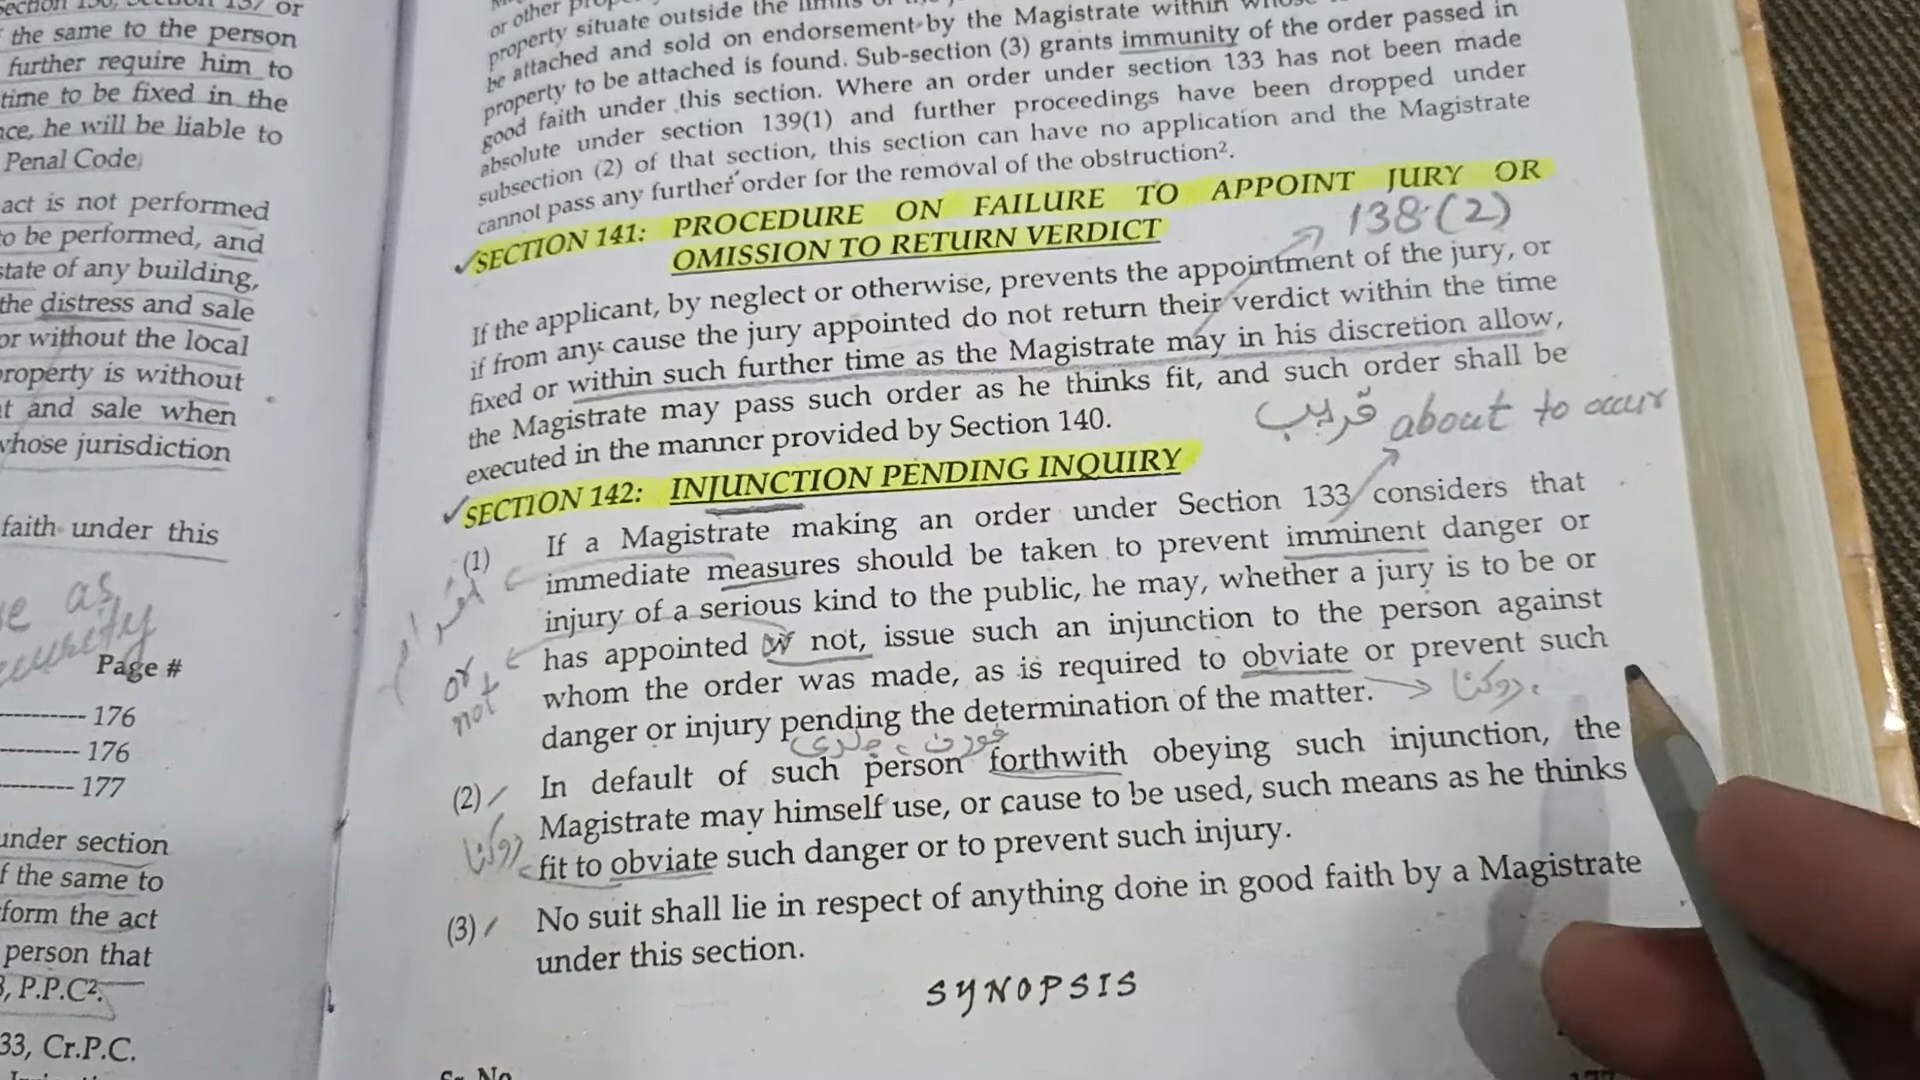 Section 136, Section 137 or
the same to the person
further require him to
time to be fixed in the
he will be liable to
Penal Code
act is not performed
to be performed, and
state of any building,
the distress and sale
or without the local
property is without
and sale when
whose jurisdiction
faith under this
as
Page #
176
176
177
under section
the same to
form the act
person that
P.P.C².
33, Cr.P.C.
or other
property situate outside the limits of
be attached and sold on endorsement by the Magistrate within
property to be attached is found. Sub-section (3) grants immunity of the order passed in
good faith under this section. Where an order under section 133 has not been made
absolute under section 139(1) and further proceedings have been dropped under
subsection (2) of that section, this section can have no application and the Magistrate
cannot pass any further order for the removal of the obstruction².
✓SECTION 141: PROCEDURE ON FAILURE TO APPOINT JURY OR
OMISSION TO RETURN VERDICT
138(2)
If the applicant, by neglect or otherwise, prevents the appointment of the jury, or
if from any cause the jury appointed do not return their verdict within the time
fixed or within such further time as the Magistrate may in his discretion allow,
the Magistrate may pass such order as he thinks fit, and such order shall be
executed in the manner provided by Section 140.
قریب about to occur
✓SECTION 142: INJUNCTION PENDING INQUIRY
(1) If a Magistrate making an order under Section 133 considers that
immediate measures should be taken to prevent imminent danger or
injury of a serious kind to the public, he may, whether a jury is to be or
has appointed or not, issue such an injunction to the person against
or not
whom the order was made, as is required to obviate or prevent such
danger or injury pending the determination of the matter. → روکنا
فورن، جلدی
(2) In default of such person forthwith obeying such injunction, the
Magistrate may himself use, or cause to be used, such means as he thinks
روکنا
fit to obviate such danger or to prevent such injury.
(3) No suit shall lie in respect of anything done in good faith by a Magistrate
under this section.
SYNOPSIS
Sr. No
177